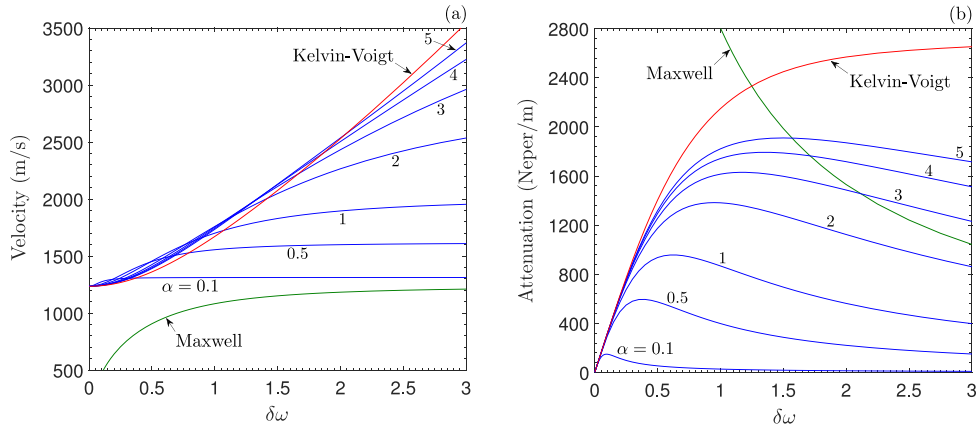 (a)
3500
3000
2500
2000
1500
1000
500
Velocity (m/s)
Kelvin-Voigt
5
4
3
2
1
0.5
α = 0.1
Maxwell
0 0.5 1 1.5 2 2.5 3
δω
(b)
2800
2400
2000
1600
1200
800
400
0
Attenuation (Neper/m)
Maxwell
Kelvin-Voigt
5
4
3
2
1
0.5
α = 0.1
0 0.5 1 1.5 2 2.5 3
δω